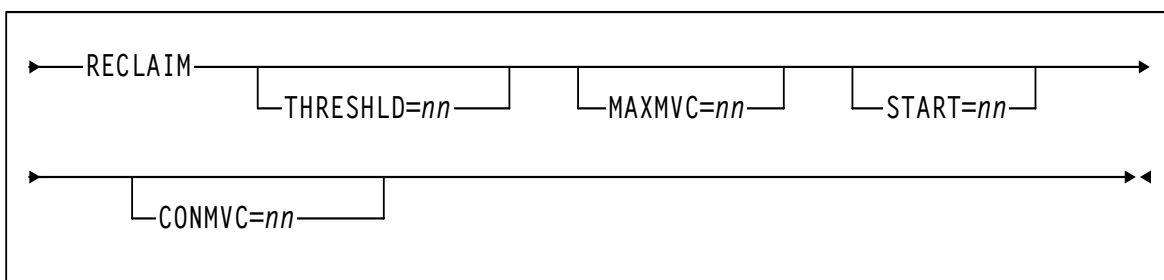 RECLAIM
THRESHLD=nn
MAXMVC=nn
START=nn
CONMVC=nn